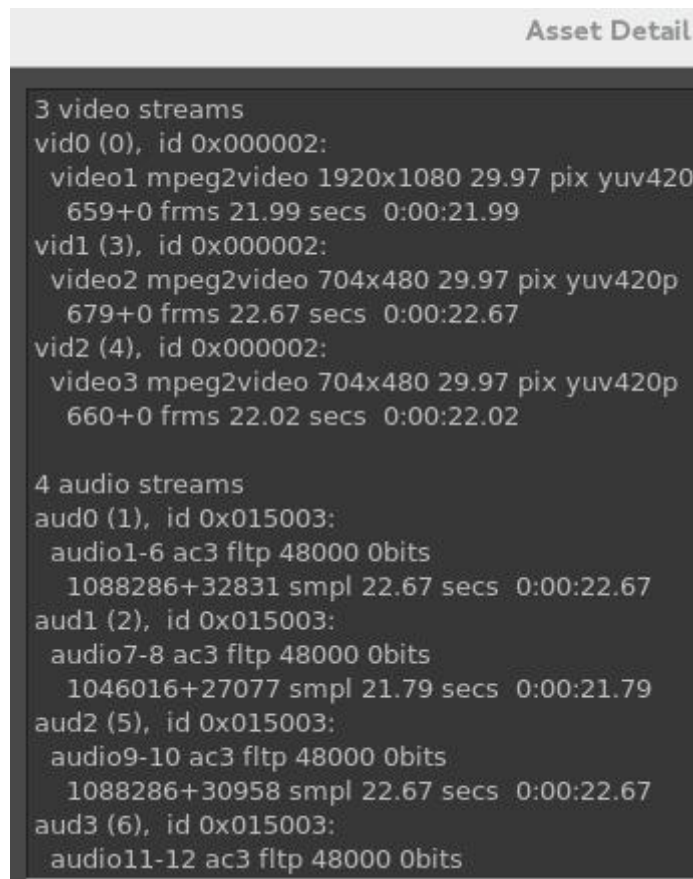 Asset Detail
3 video streams
vid0 (0),  id 0x000002:
video1 mpeg2video 1920x1080 29.97 pix yuv420
659+0 frms 21.99 secs  0:00:21.99
vid1 (3),  id 0x000002:
video2 mpeg2video 704x480 29.97 pix yuv420p
679+0 frms 22.67 secs  0:00:22.67
vid2 (4),  id 0x000002:
video3 mpeg2video 704x480 29.97 pix yuv420p
660+0 frms 22.02 secs  0:00:22.02
4 audio streams
aud0 (1),  id 0x015003:
audio1-6 ac3 fltp 48000 0bits
1088286+32831 smpl 22.67 secs  0:00:22.67
aud1 (2),  id 0x015003:
audio7-8 ac3 fltp 48000 0bits
1046016+27077 smpl 21.79 secs  0:00:21.79
aud2 (5),  id 0x015003:
audio9-10 ac3 fltp 48000 0bits
1088286+30958 smpl 22.67 secs  0:00:22.67
aud3 (6),  id 0x015003:
audio11-12 ac3 fltp 48000 0bits